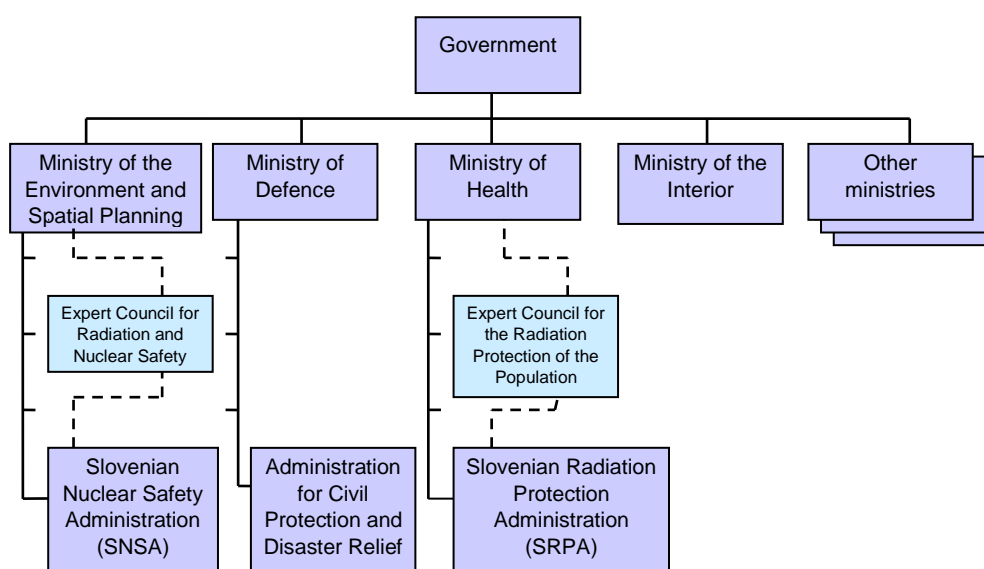 Government
Ministry of the
Environment and
Spatial Planning
Ministry of
Defence
Ministry of
Health
Ministry of the
Interior
Other
ministries
Expert Council for
Radiation and
Nuclear Safety
Expert Council for
the Radiation
Protection of the
Population
Slovenian
Nuclear Safety
Administration
(SNSA)
Administration
for Civil
Protection and
Disaster Relief
Slovenian Radiation
Protection
Administration
(SRPA)